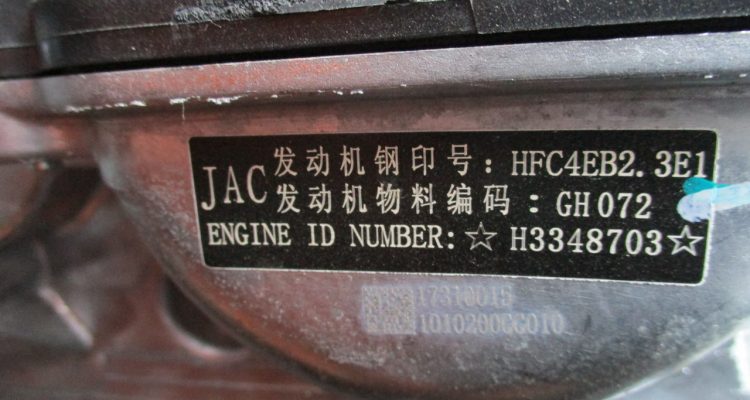 JAC
发动机钢印号: HFC4EB2.3E1
发动机物料编码: GH072
ENGINE ID NUMBER: ☆ H3348703☆
1010200GG010